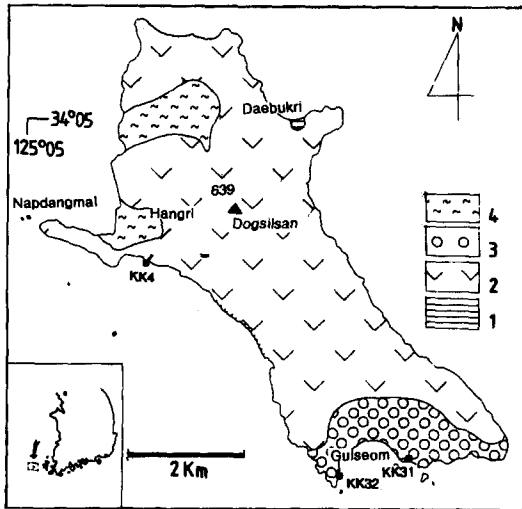 N
34°05
125°05
Daebukri
639
Dogsilsan
Napdangmal
Hangri
KK4
4
3
2
1
2 Km
Gulseom
KK31
KK32